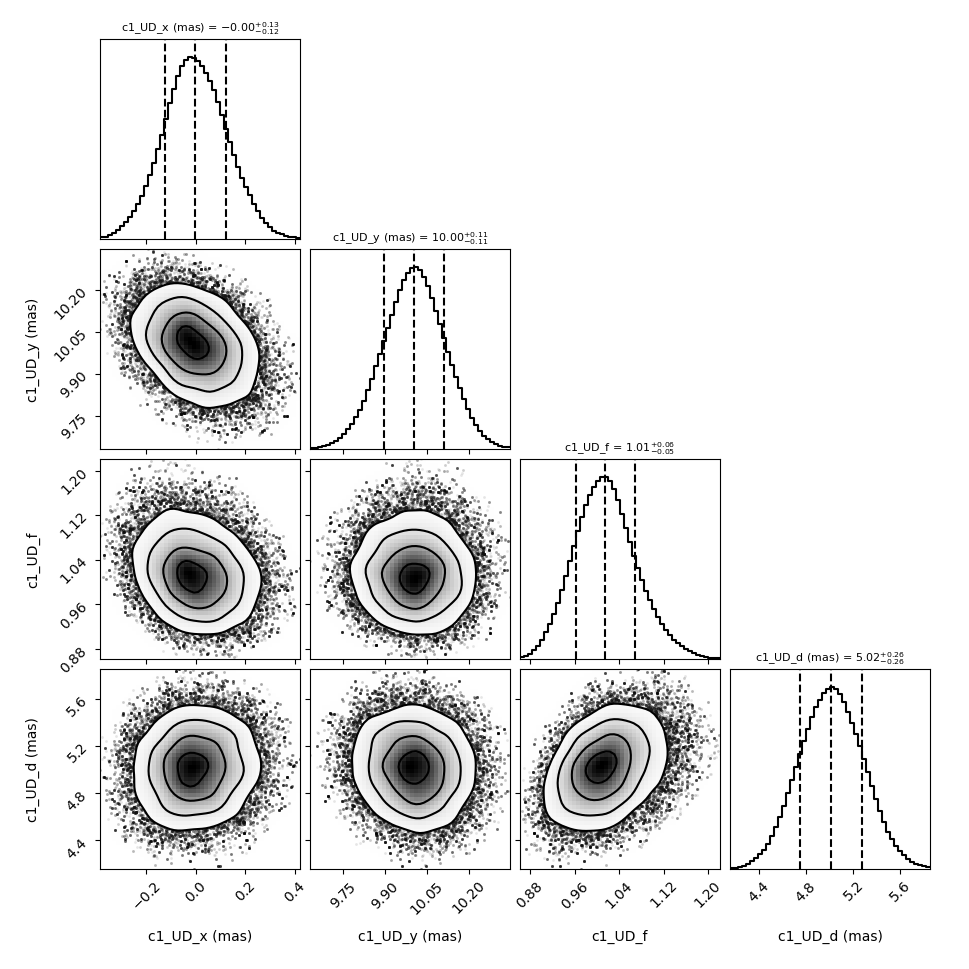 c1_UD_x (mas) = −0.00+0.13−0.12
c1_UD_y (mas) = 10.00+0.11−0.11
c1_UD_y (mas)
10.20
10.05
9.90
9.75
c1_UD_f = 1.01+0.06−0.05
c1_UD_f
1.20
1.12
1.04
0.96
0.88
c1_UD_d (mas) = 5.02+0.26−0.26
c1_UD_d (mas)
5.6
5.2
4.8
4.4
−0.2 0.0 0.2 0.4
9.75 9.90 10.05 10.20
0.88 0.96 1.04 1.12 1.20
4.4 4.8 5.2 5.6
c1_UD_x (mas)
c1_UD_y (mas)
c1_UD_f
c1_UD_d (mas)